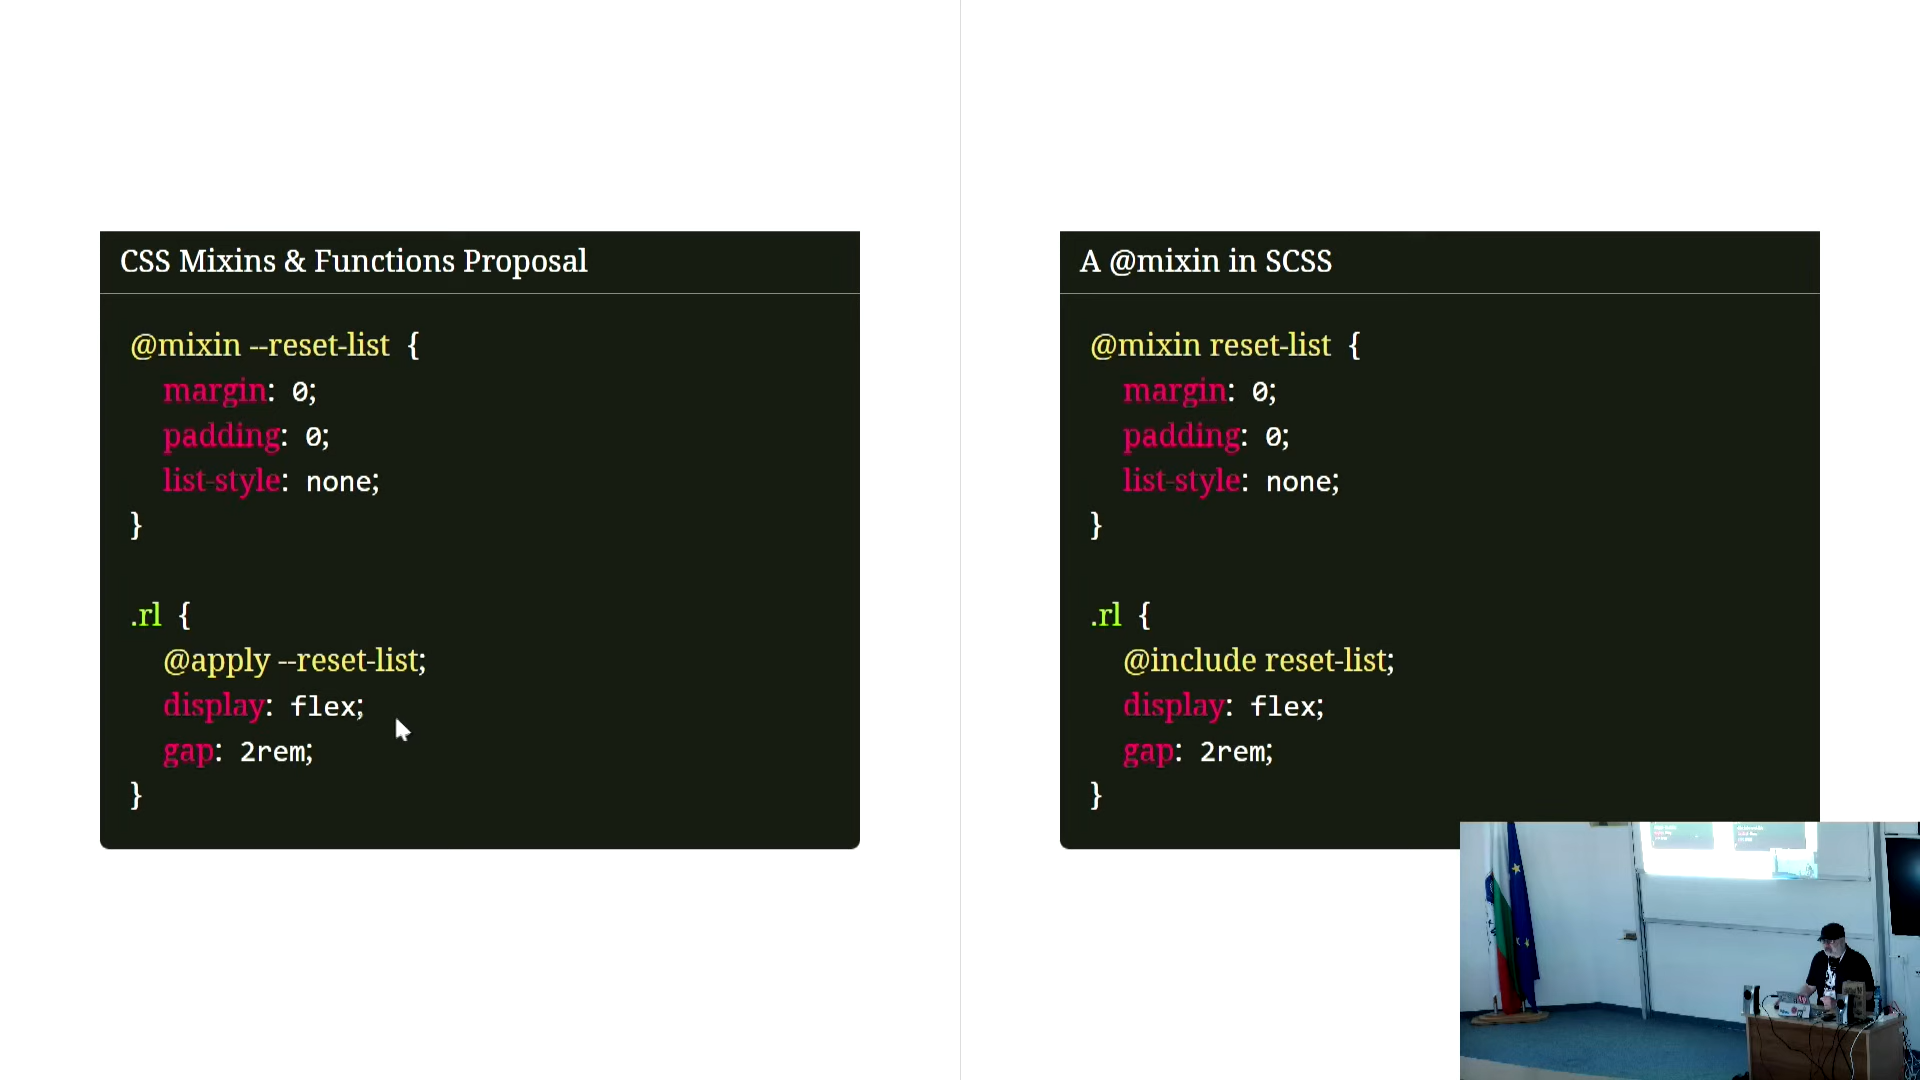 CSS Mixins & Functions Proposal
@mixin --reset-list {
margin: 0;
padding: 0;
list-style: none;
}
.rl {
@apply --reset-list;
display: flex;
gap: 2rem;
}
A @mixin in SCSS
@mixin reset-list {
margin: 0;
padding: 0;
list-style: none;
}
.rl {
@include reset-list;
display: flex;
gap: 2rem;
}